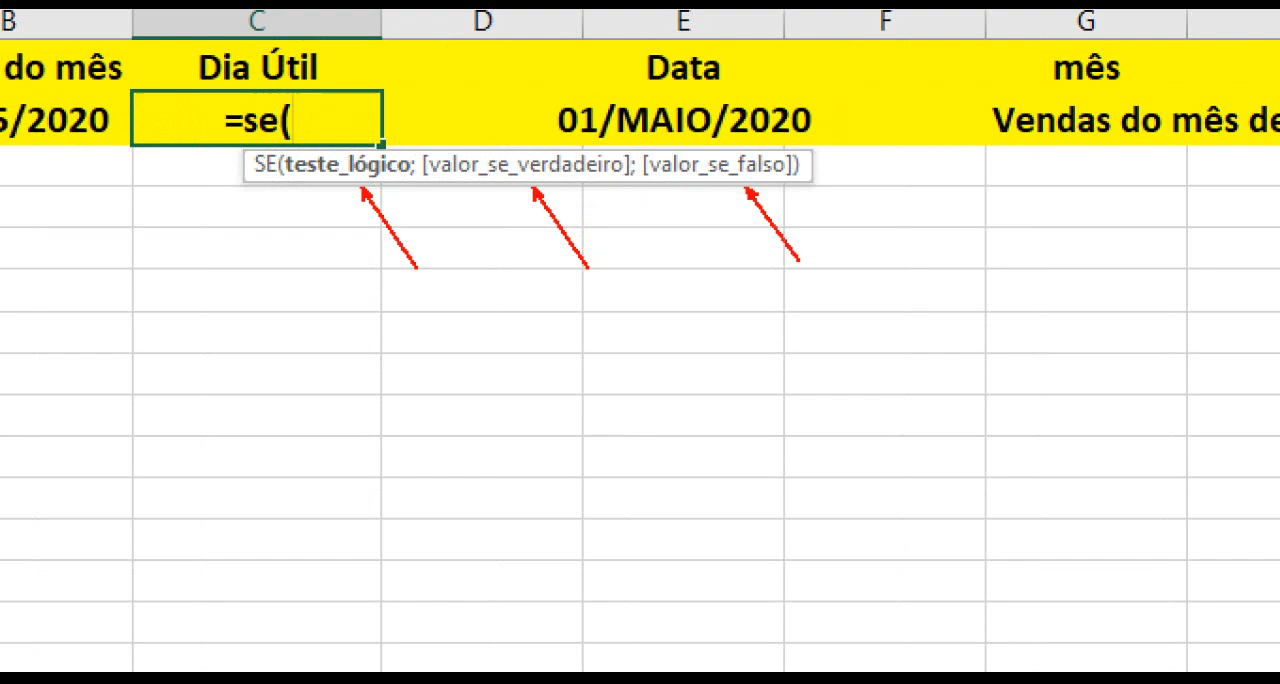 B C D E F G
do mês Dia Útil Data mês
5/2020 =se( 01/MAIO/2020 Vendas do mês de
SE(teste_lógico; [valor_se_verdadeiro]; [valor_se_falso])